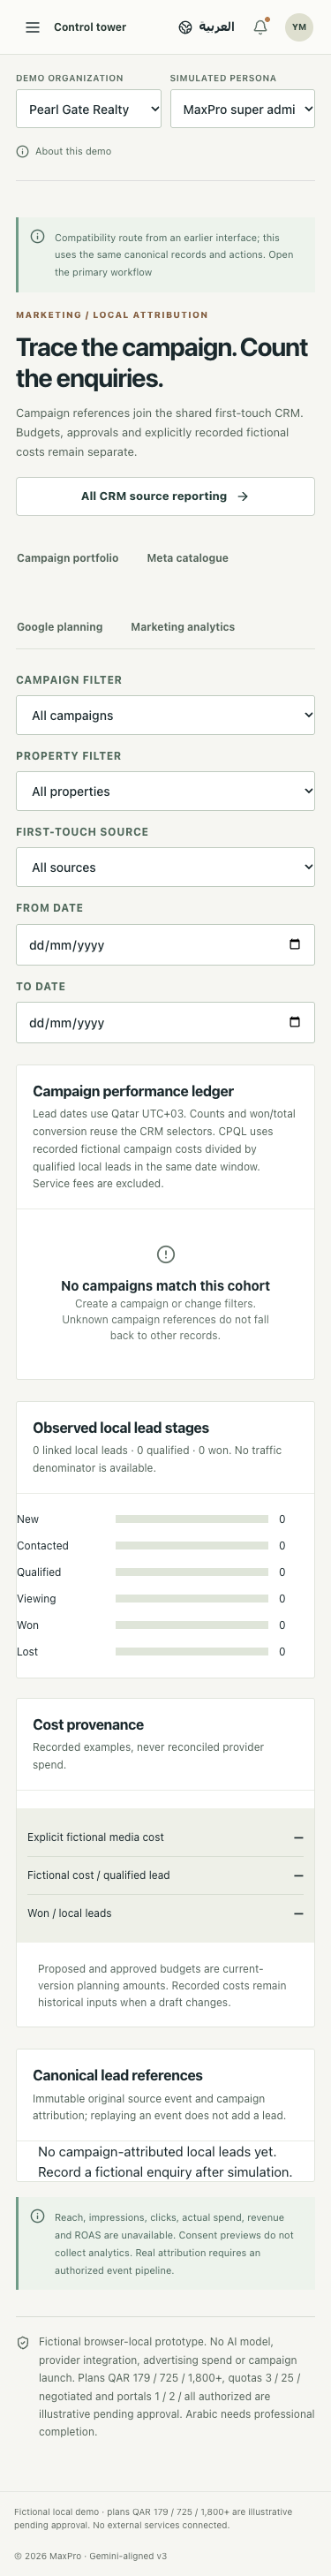 Control tower
العربية
YM
DEMO ORGANIZATION
SIMULATED PERSONA
Pearl Gate Realty
MaxPro super admi
About this demo
Compatibility route from an earlier interface; this
uses the same canonical records and actions. Open
the primary workflow
MARKETING / LOCAL ATTRIBUTION
Trace the campaign. Count
the enquiries.
Campaign references join the shared first-touch CRM.
Budgets, approvals and explicitly recorded fictional
costs remain separate.
All CRM source reporting →
Campaign portfolio
Meta catalogue
Google planning
Marketing analytics
CAMPAIGN FILTER
All campaigns
PROPERTY FILTER
All properties
FIRST-TOUCH SOURCE
All sources
FROM DATE
dd/mm/yyyy
TO DATE
dd/mm/yyyy
Campaign performance ledger
Lead dates use Qatar UTC+03. Counts and won/total
conversion reuse the CRM selectors. CPQL uses
recorded fictional campaign costs divided by
qualified local leads in the same date window.
Service fees are excluded.
No campaigns match this cohort
Create a campaign or change filters.
Unknown campaign references do not fall
back to other records.
Observed local lead stages
0 linked local leads · 0 qualified · 0 won. No traffic
denominator is available.
New 0
Contacted 0
Qualified 0
Viewing 0
Won 0
Lost 0
Cost provenance
Recorded examples, never reconciled provider
spend.
Explicit fictional media cost —
Fictional cost / qualified lead —
Won / local leads —
Proposed and approved budgets are current-
version planning amounts. Recorded costs remain
historical inputs when a draft changes.
Canonical lead references
Immutable original source event and campaign
attribution; replaying an event does not add a lead.
No campaign-attributed local leads yet.
Record a fictional enquiry after simulation.
Reach, impressions, clicks, actual spend, revenue
and ROAS are unavailable. Consent previews do not
collect analytics. Real attribution requires an
authorized event pipeline.
Fictional browser-local prototype. No AI model,
provider integration, advertising spend or campaign
launch. Plans QAR 179 / 725 / 1,800+, quotas 3 / 25 /
negotiated and portals 1 / 2 / all authorized are
illustrative pending approval. Arabic needs professional
completion.
Fictional local demo · plans QAR 179 / 725 / 1,800+ are illustrative
pending approval. No external services connected.
© 2026 MaxPro · Gemini-aligned v3